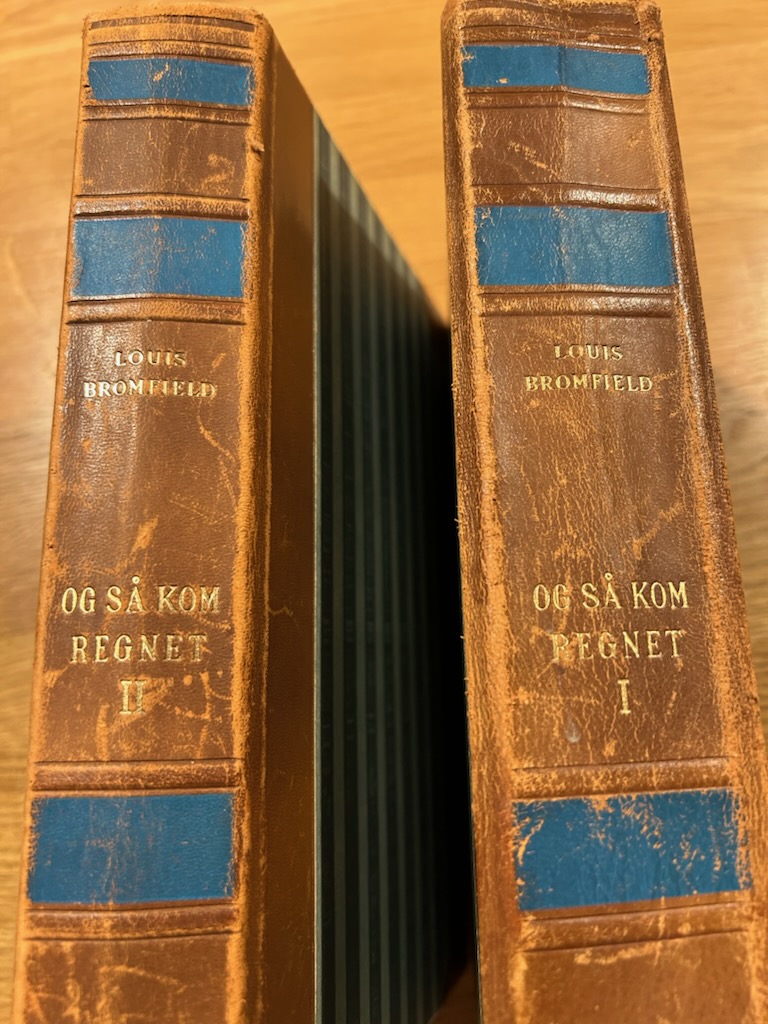 LOUIS
BROMFIELD
OG SÅ KOM
REGNET
II
LOUIS
BROMFIELD
OG SÅ KOM
REGNET
I